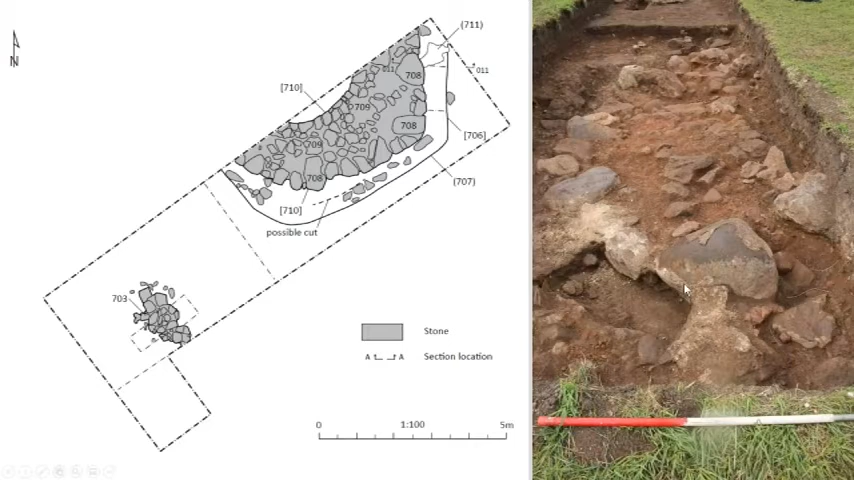 N
(711)
011
708
011
[710]
709
708
[706]
709
(707)
708
[710]
possible cut
703
Stone
A A Section location
0 1:100 5m